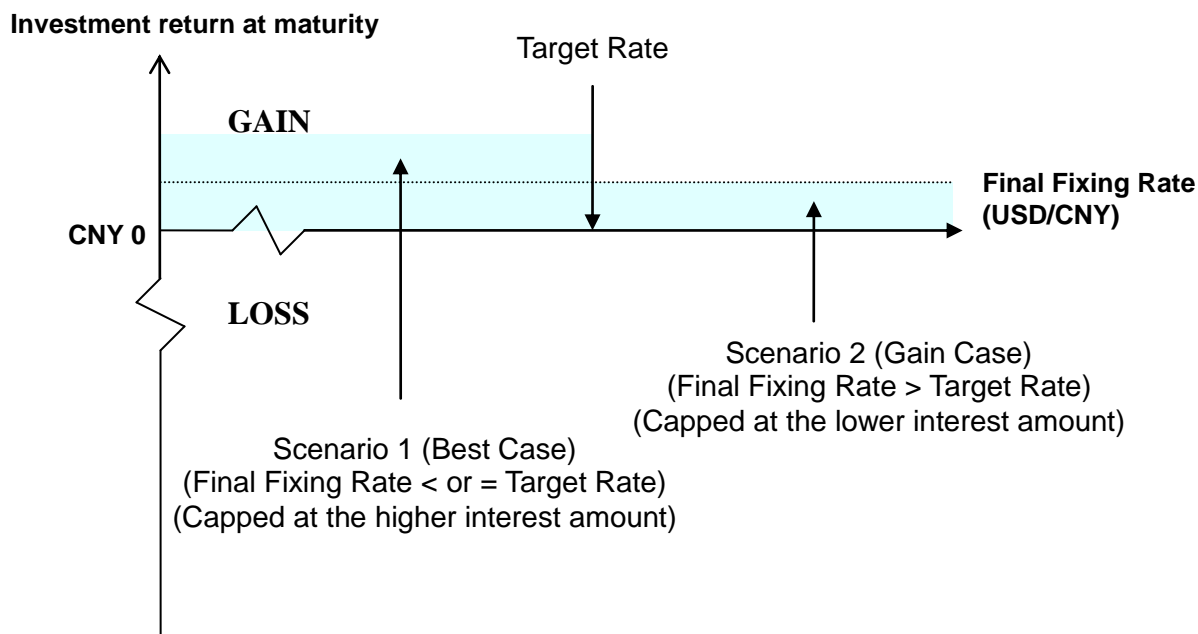 Investment return at maturity
Target Rate
GAIN
Final Fixing Rate
(USD/CNY)
CNY 0
LOSS
Scenario 2 (Gain Case)
(Final Fixing Rate > Target Rate)
(Capped at the lower interest amount)
Scenario 1 (Best Case)
(Final Fixing Rate < or = Target Rate)
(Capped at the higher interest amount)